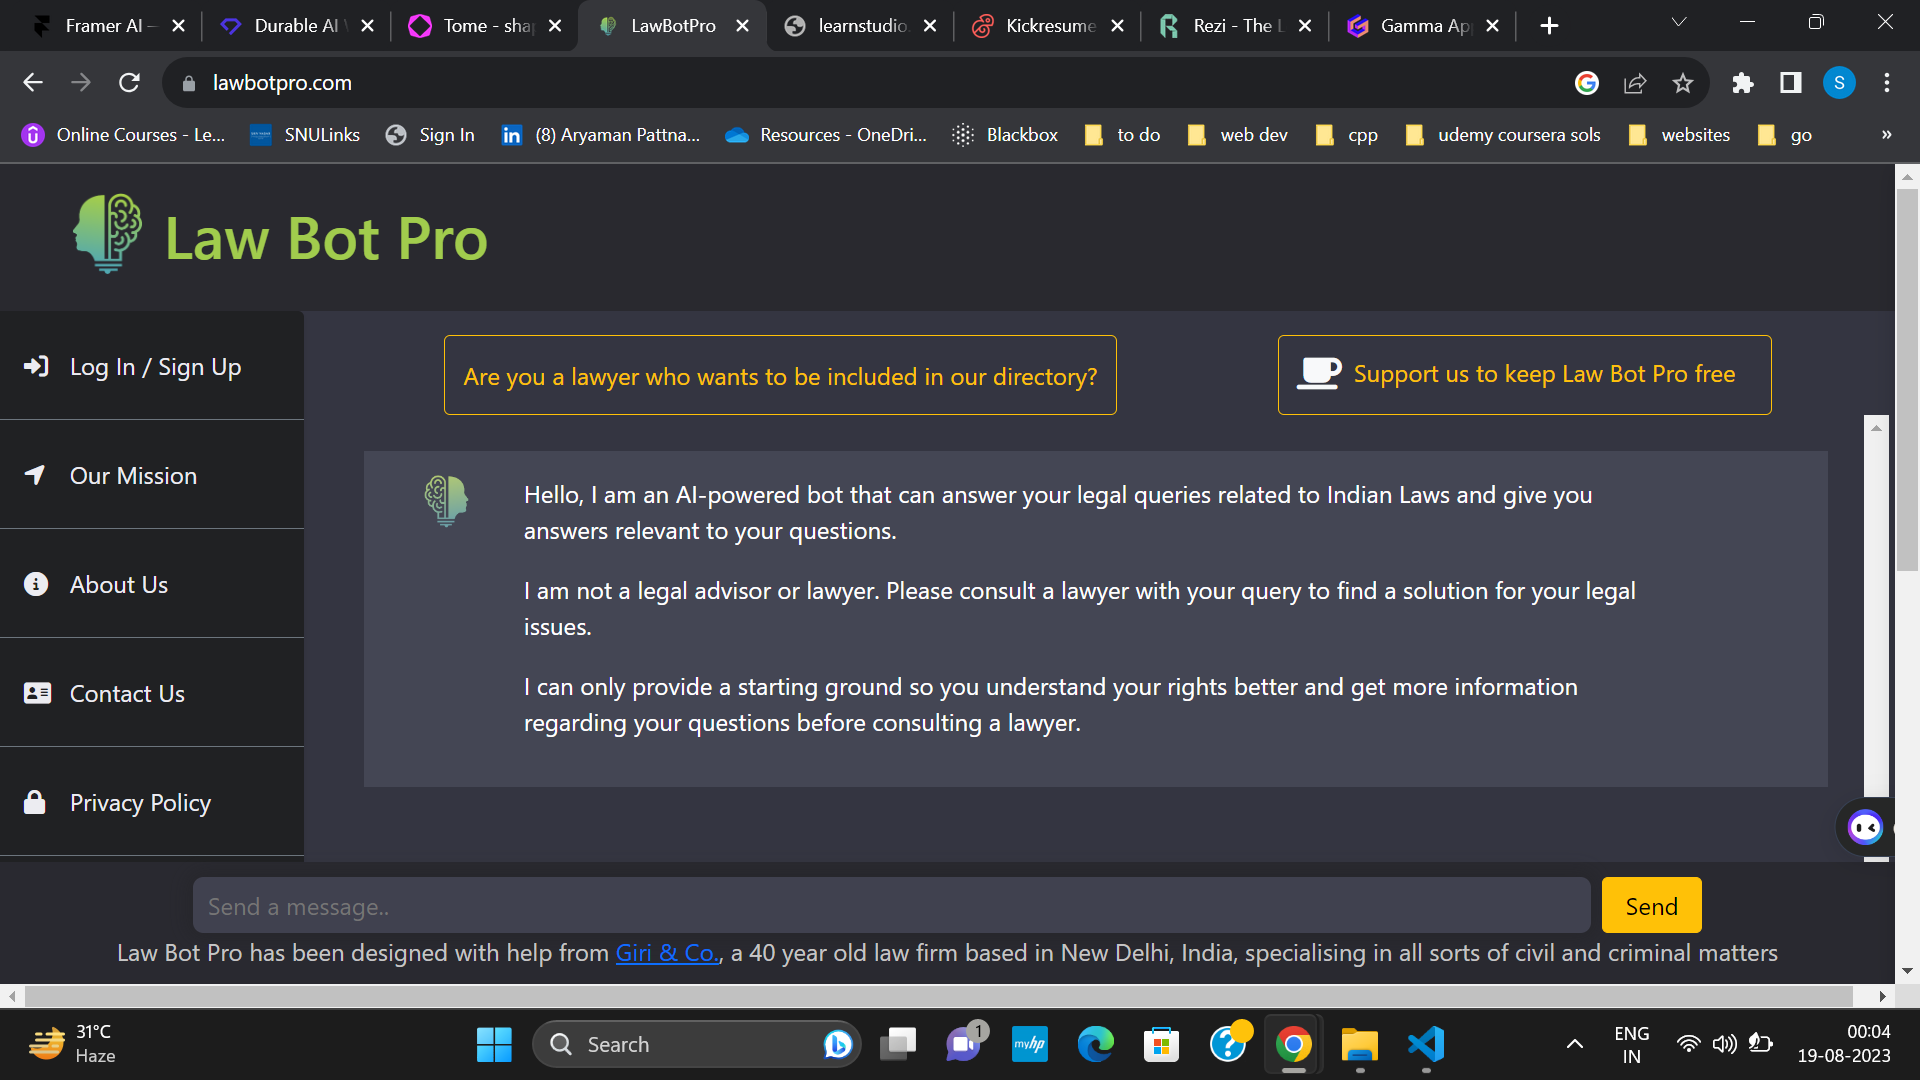 Framer AI –
Durable AI
Tome - sha
LawBotPro
learnstudio.
Kickresume
Rezi - The L
Gamma Ap
lawbotpro.com
S
Online Courses - Le...
SNULinks
Sign In
(8) Aryaman Pattna...
Resources - OneDri...
Blackbox
to do
web dev
cpp
udemy coursera sols
websites
go
»
Law Bot Pro
Log In / Sign Up
Our Mission
About Us
Contact Us
Privacy Policy
Are you a lawyer who wants to be included in our directory?
Support us to keep Law Bot Pro free
Hello, I am an AI-powered bot that can answer your legal queries related to Indian Laws and give you
answers relevant to your questions.
I am not a legal advisor or lawyer. Please consult a lawyer with your query to find a solution for your legal
issues.
I can only provide a starting ground so you understand your rights better and get more information
regarding your questions before consulting a lawyer.
Send a message..
Send
Law Bot Pro has been designed with help from Giri & Co., a 40 year old law firm based in New Delhi, India, specialising in all sorts of civil and criminal matters
31°C
Haze
Search
1
myhp
ENG
IN
00:04
19-08-2023